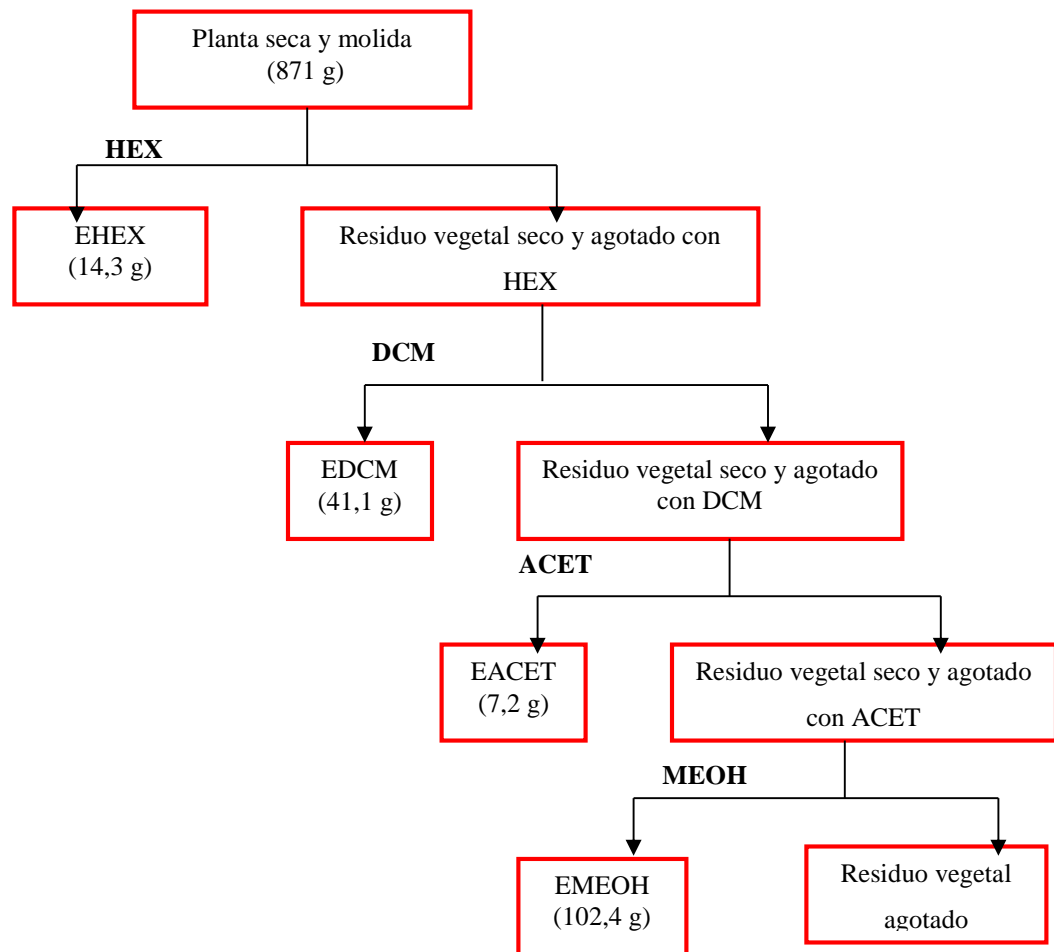 Planta seca y molida
(871 g)
HEX
EHEX
(14,3 g)
Residuo vegetal seco y agotado con
HEX
DCM
EDCM
(41,1 g)
Residuo vegetal seco y agotado
con DCM
ACET
EACET
(7,2 g)
Residuo vegetal seco y agotado
con ACET
MEOH
EMEOH
(102,4 g)
Residuo vegetal
agotado